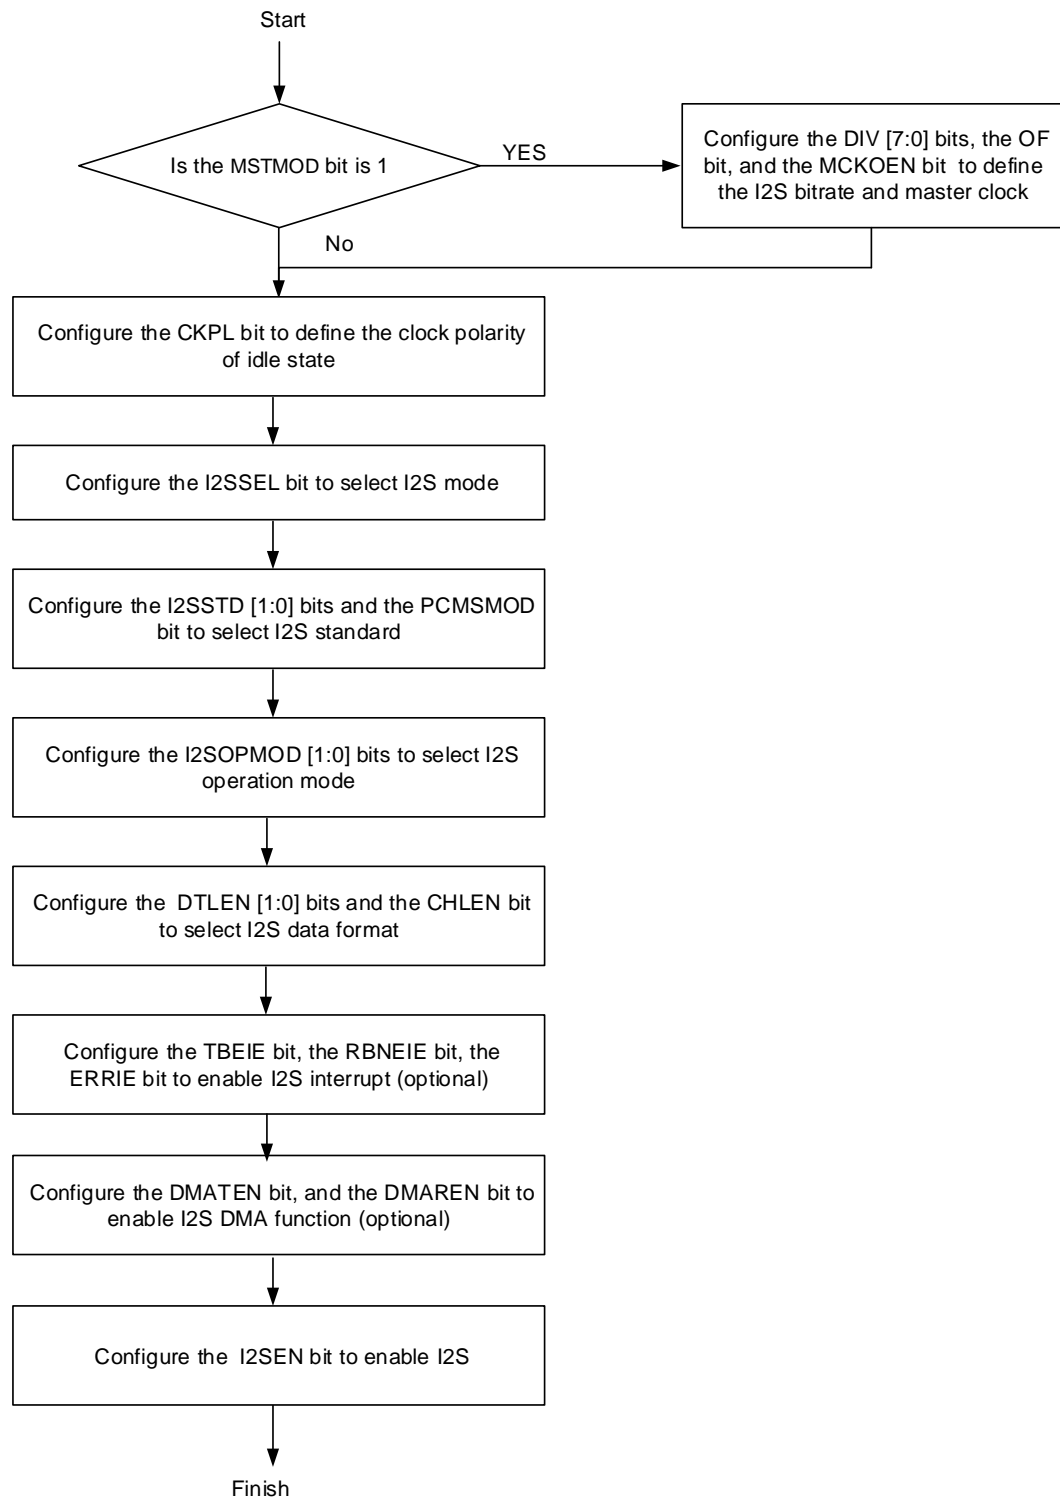 Start
Is the MSTMOD bit is 1
YES
Configure the DIV [7:0] bits, the OF
bit, and the MCKOEN bit to define
the I2S bitrate and master clock
No
Configure the CKPL bit to define the clock polarity
of idle state
Configure the I2SSEL bit to select I2S mode
Configure the I2SSTD [1:0] bits and the PCMSMOD
bit to select I2S standard
Configure the I2SOPMOD [1:0] bits to select I2S
operation mode
Configure the DTLEN [1:0] bits and the CHLEN bit
to select I2S data format
Configure the TBEIE bit, the RBNEIE bit, the
ERRIE bit to enable I2S interrupt (optional)
Configure the DMATEN bit, and the DMAREN bit to
enable I2S DMA function (optional)
Configure the I2SEN bit to enable I2S
Finish